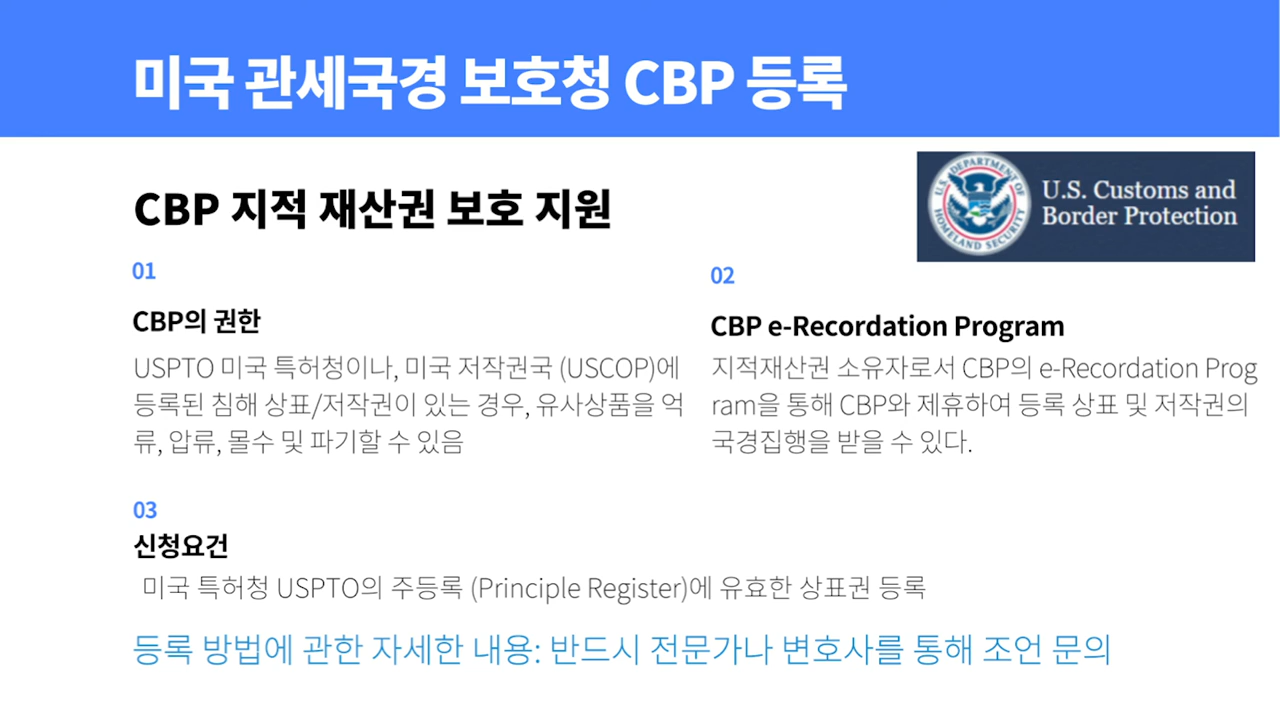 미국 관세국경 보호청 CBP 등록
CBP 지적 재산권 보호 지원
U.S. DEPARTMENT OF
HOMELAND SECURITY
U.S. Customs and
Border Protection
01
CBP의 권한
USPTO 미국 특허청이나, 미국 저작권국 (USCOP)에
등록된 침해 상표/저작권이 있는 경우, 유사상품을 억
류, 압류, 몰수 및 파기할 수 있음
02
CBP e-Recordation Program
지적재산권 소유자로서 CBP의 e-Recordation Prog
ram을 통해 CBP와 제휴하여 등록 상표 및 저작권의
국경집행을 받을 수 있다.
03
신청요건
미국 특허청 USPTO의 주등록 (Principle Register)에 유효한 상표권 등록
등록 방법에 관한 자세한 내용: 반드시 전문가나 변호사를 통해 조언 문의